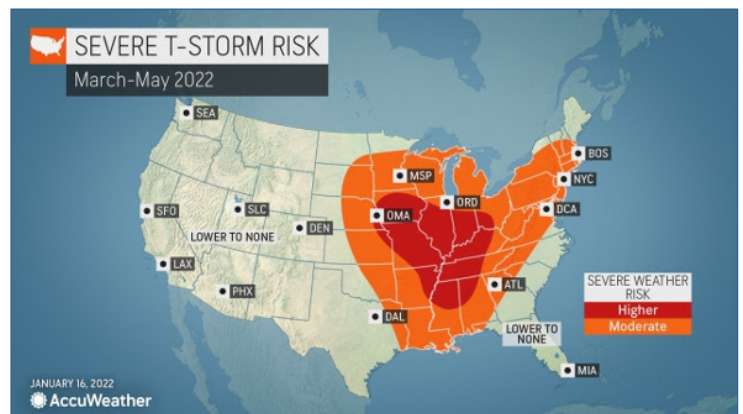 SEVERE T-STORM RISK
March-May 2022
SEA
BOS
MSP
NYC
ORD
OMA
DCA
SFO
SLC
DEN
LOWER TO NONE
LAX
SEVERE WEATHER
RISK
Higher
Moderate
ATL
PHX
DAL
LOWER TO
NONE
MIA
JANUARY 16, 2022
AccuWeather